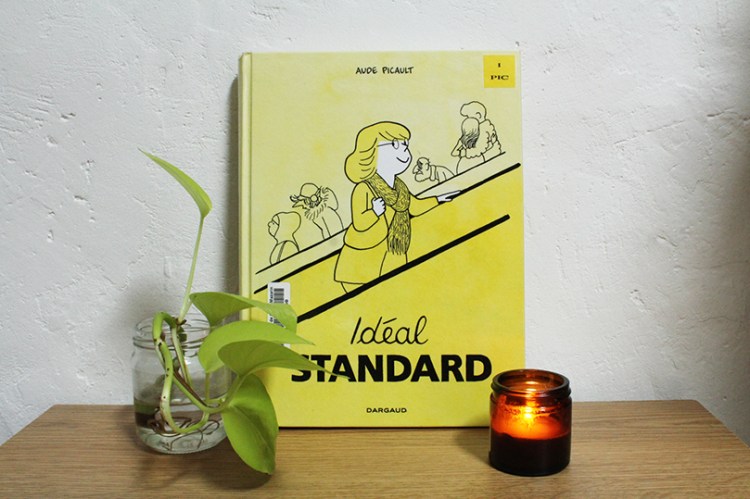 AUDE PICAULT
I
PIC
Idéal
STANDARD
DARGAUD